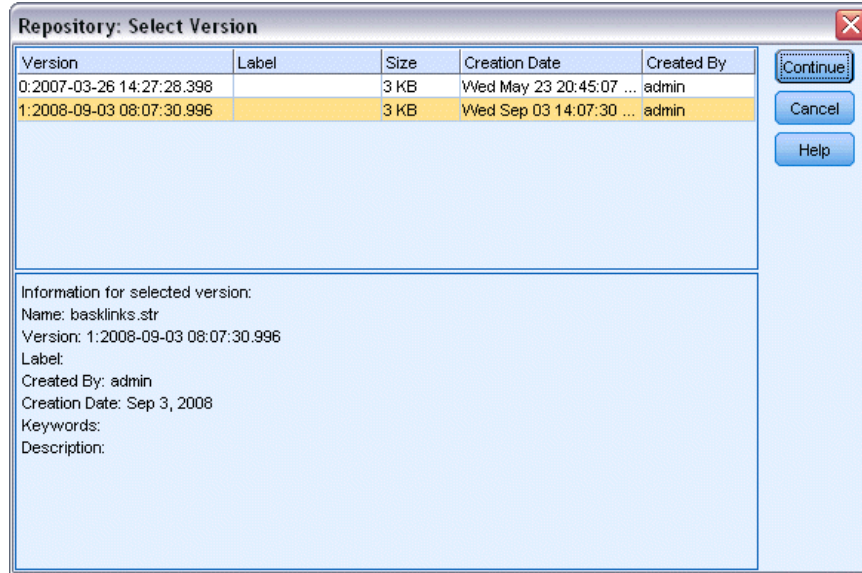 Repository: Select Version
Version Label Size Creation Date Created By
0:2007-03-26 14:27:28.398 3 KB Wed May 23 20:45:07 ... admin
1:2008-09-03 08:07:30.996 3 KB Wed Sep 03 14:07:30 ... admin
Continue
Cancel
Help
Information for selected version:
Name: basklinks.str
Version: 1:2008-09-03 08:07:30.996
Label:
Created By: admin
Creation Date: Sep 3, 2008
Keywords:
Description: